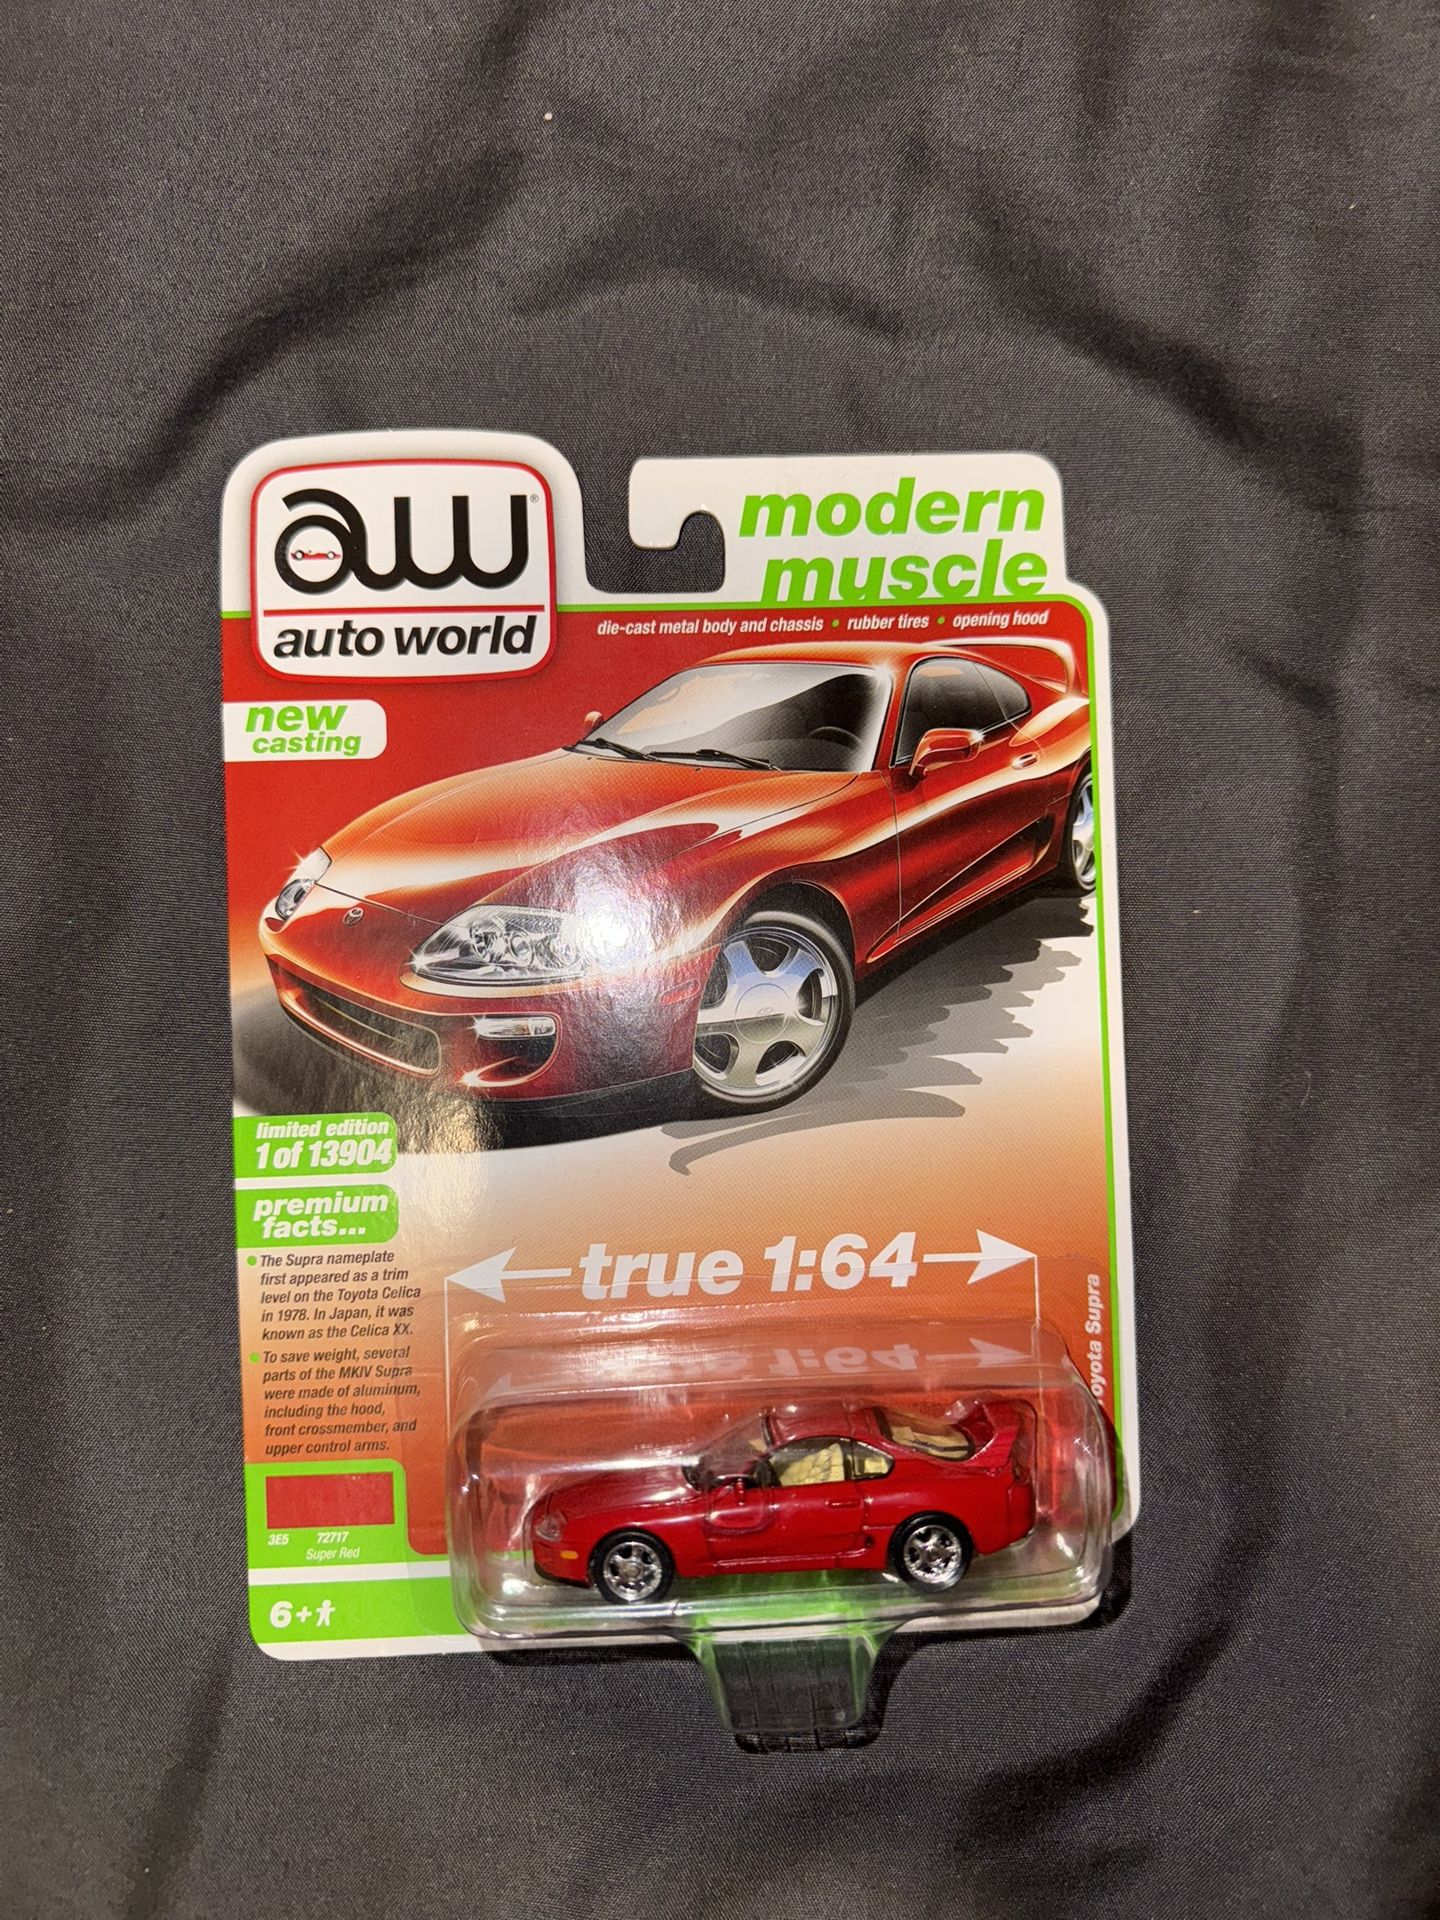 aw®
auto world
modern
muscle
die-cast metal body and chassis • rubber tires • opening hood
new
casting
limited edition
1 of 13904
premium
facts...
• The Supra nameplate
first appeared as a trim
level on the Toyota Celica
in 1978. In Japan, it was
known as the Celica XX.
• To save weight, several
parts of the MKIV Supra
were made of aluminum,
including the hood,
front crossmember, and
upper control arms.
true 1:64
Supra
3E5 72717
Super Red
6+